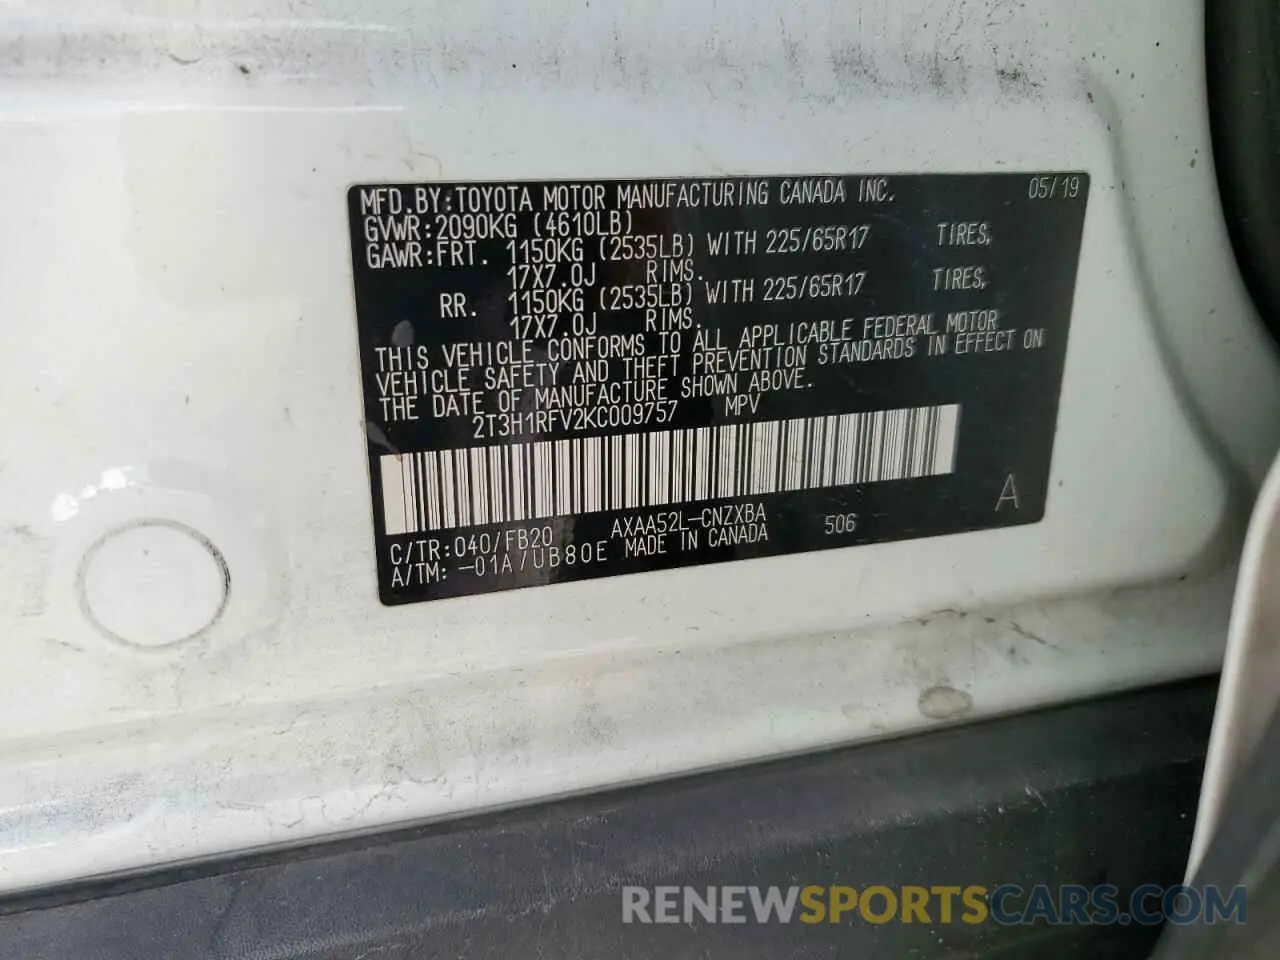 MFD.BY:TOYOTA MOTOR MANUFACTURING CANADA INC. 05/19
GVWR:2090KG (4610LB)
GAWR:FRT. 1150KG (2535LB) WITH 225/65R17 TIRES,
17X7.0J RIMS.
RR. 1150KG (2535LB) WITH 225/65R17 TIRES,
17X7.0J RIMS.
THIS VEHICLE CONFORMS TO ALL APPLICABLE FEDERAL MOTOR
VEHICLE SAFETY AND THEFT PREVENTION STANDARDS IN EFFECT ON
THE DATE OF MANUFACTURE SHOWN ABOVE.
2T3H1RFV2KC009757 MPV
A
C/TR:040/FB20 AXAA52L-CNZXBA 506
A/TM: -01A/UB80E MADE IN CANADA
RENEWSPORTSCARS.COM